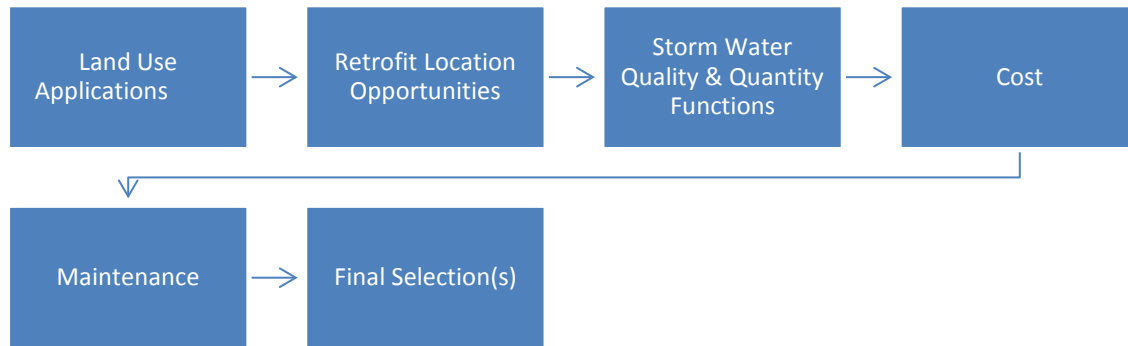 Land Use
Applications
Retrofit Location
Opportunities
Storm Water
Quality & Quantity
Functions
Cost
Maintenance
Final Selection(s)